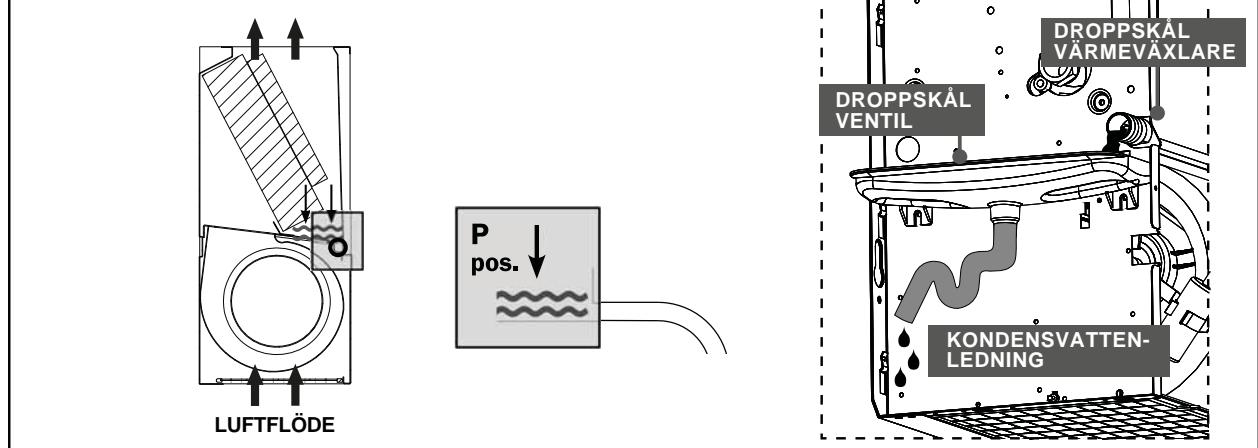 LUFTFLÖDE
P
pos.
DROPPSKÅL
VÄRMEVÄXLARE
DROPPSKÅL
VENTIL
KONDENSVATTEN-
LEDNING